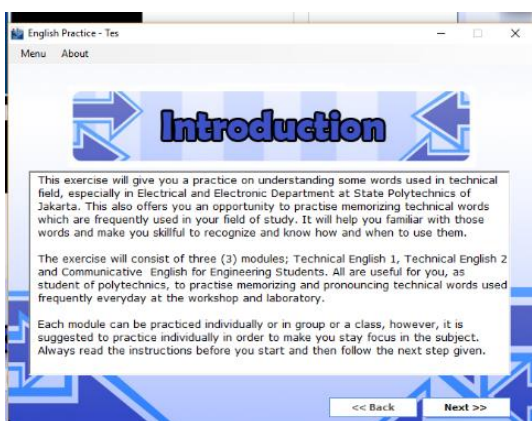 English Practice - Tes
Menu About
Introduction
This exercise will give you a practice on understanding some words used in technical
field, especially in Electrical and Electronic Department at State Polytechnics of
Jakarta. This also offers you an opportunity to practise memorizing technical words
which are frequently used in your field of study. It will help you familiar with those
words and make you skillful to recognize and know how and when to use them.
The exercise will consist of three (3) modules; Technical English 1, Technical English 2
and Communicative English for Engineering Students. All are useful for you, as
student of polytechnics, to practise memorizing and pronouncing technical words used
frequently everyday at the workshop and laboratory.
Each module can be practiced individually or in group or a class, however, it is
suggested to practice individually in order to make you stay focus in the subject.
Always read the instructions before you start and then follow the next step given.
<< Back Next >>